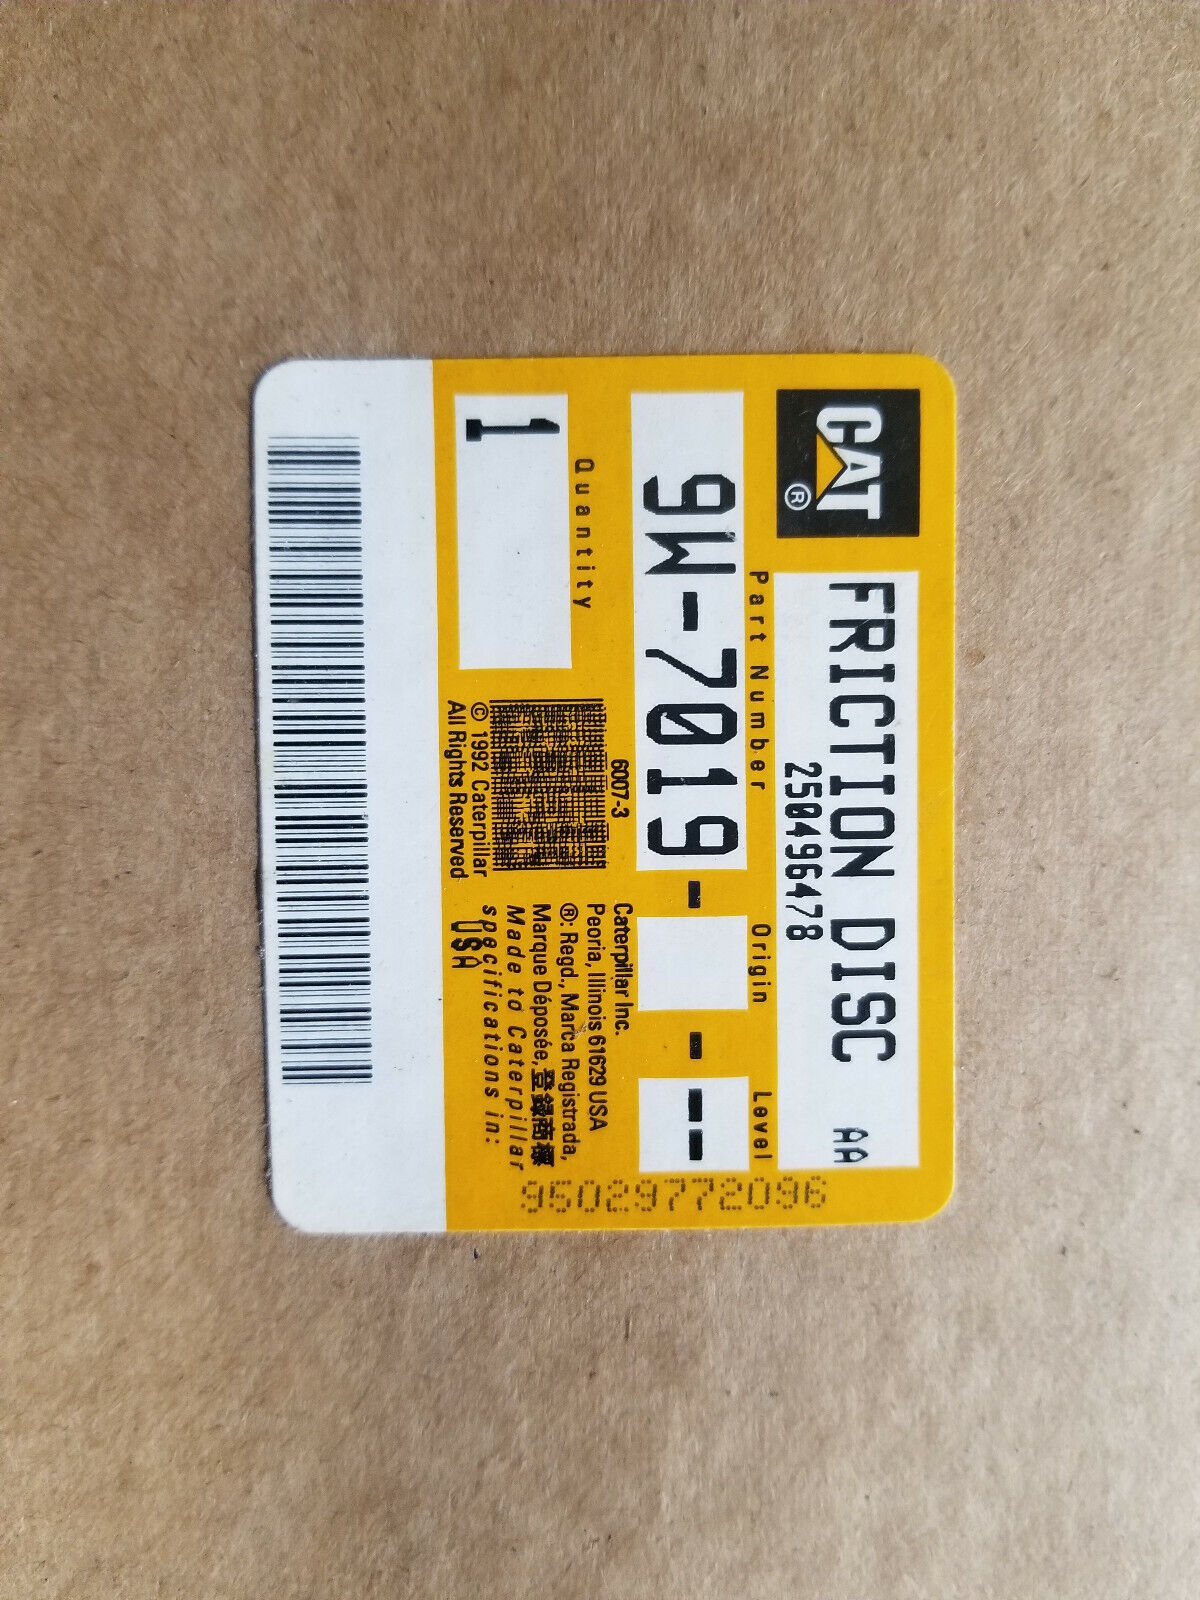 CAT®
FRICTION DISC AA
250496478
Part Number Origin Level
9W-7019- - --
Quantity
1
6007-3
© 1992 Caterpillar
All Rights Reserved
Caterpillar Inc.
Peoria, Illinois 61629 USA
®: Regd., Marca Registrada,
Marque Déposée, 登録商標
Made to Caterpillar
specifications in:
USA
95029772096